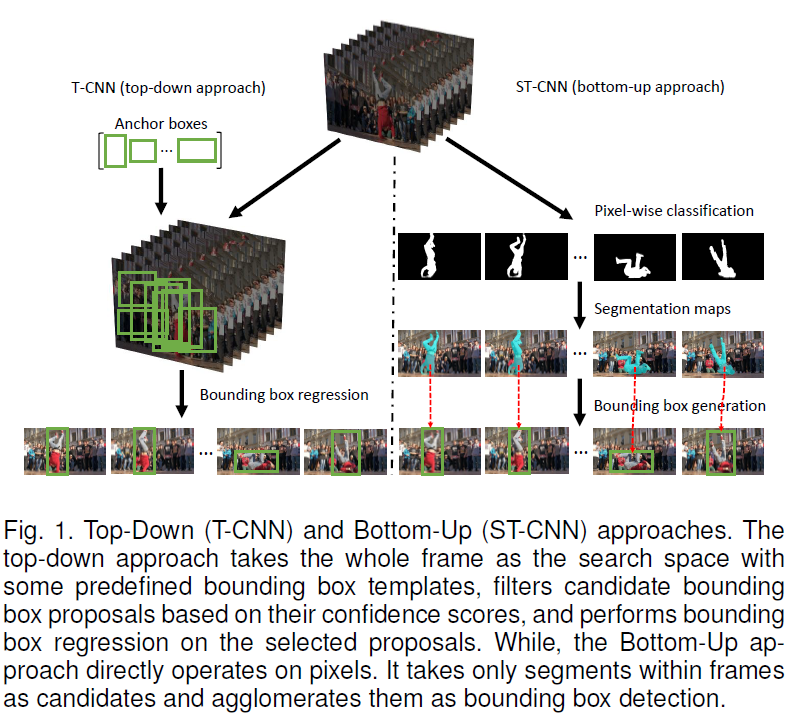 T-CNN (top-down approach)
ST-CNN (bottom-up approach)
Anchor boxes
...
Pixel-wise classification
...
Segmentation maps
...
Bounding box regression
Bounding box generation
...
...
Fig. 1. Top-Down (T-CNN) and Bottom-Up (ST-CNN) approaches. The
top-down approach takes the whole frame as the search space with
some predefined bounding box templates, filters candidate bounding
box proposals based on their confidence scores, and performs bounding
box regression on the selected proposals. While, the Bottom-Up ap-
proach directly operates on pixels. It takes only segments within frames
as candidates and agglomerates them as bounding box detection.